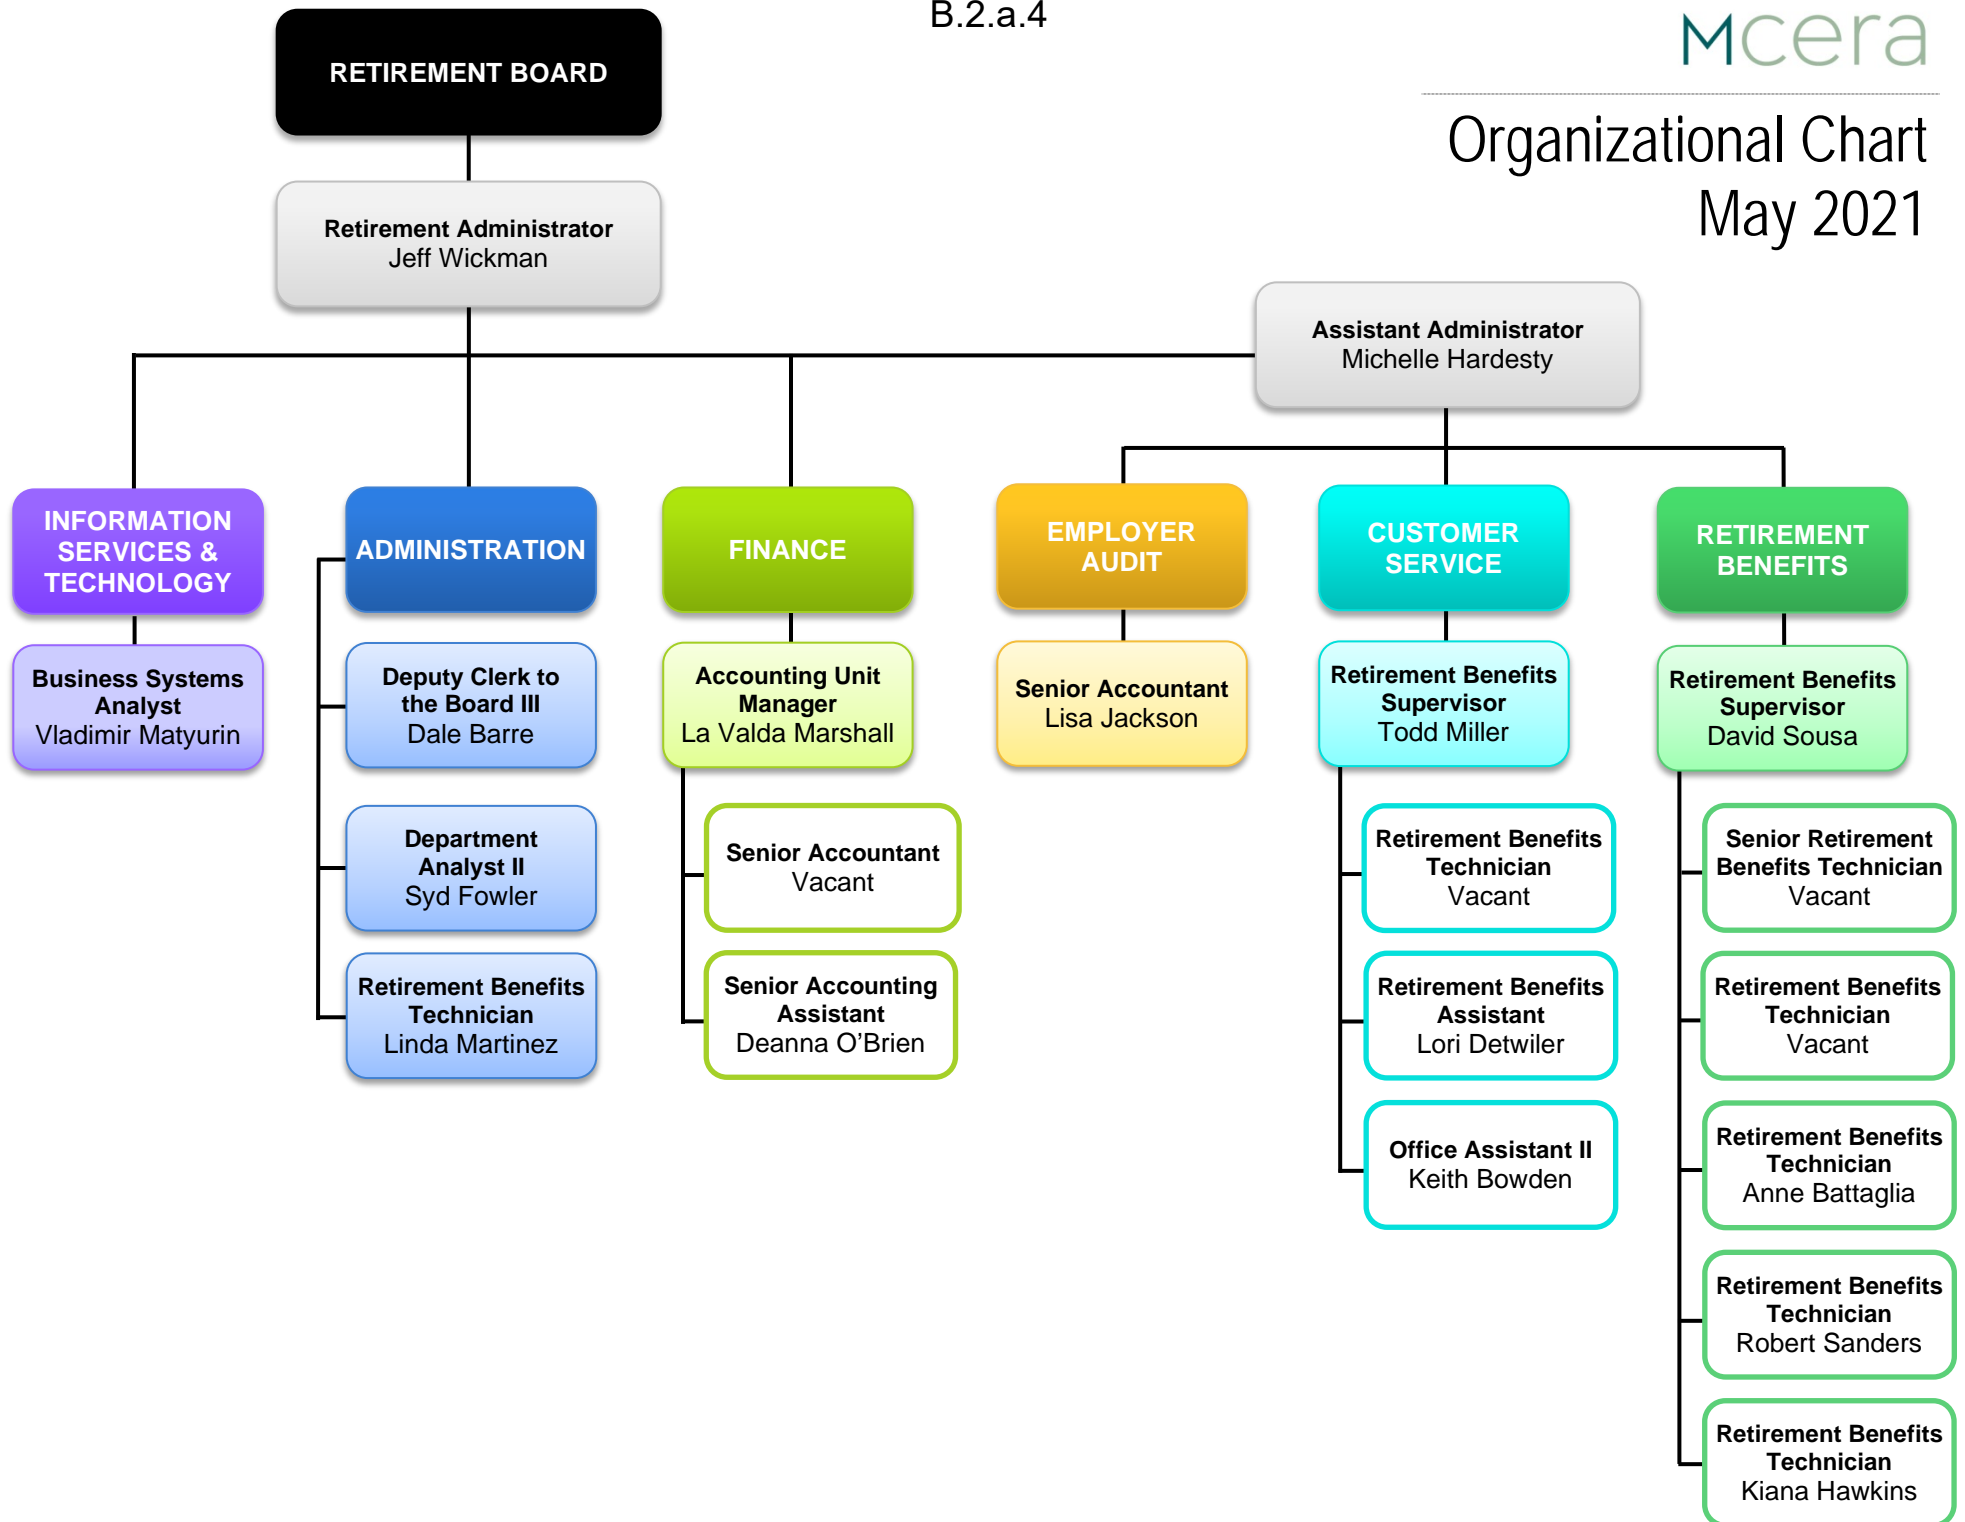 B.2.a.4
Mcera
Organizational Chart
May 2021
RETIREMENT BOARD
Retirement Administrator
Jeff Wickman
Assistant Administrator
Michelle Hardesty
INFORMATION
SERVICES &
TECHNOLOGY
Business Systems
Analyst
Vladimir Matyurin
ADMINISTRATION
Deputy Clerk to
the Board III
Dale Barre
Department
Analyst II
Syd Fowler
Retirement Benefits
Technician
Linda Martinez
FINANCE
Accounting Unit
Manager
La Valda Marshall
Senior Accountant
Vacant
Senior Accounting
Assistant
Deanna O’Brien
EMPLOYER
AUDIT
Senior Accountant
Lisa Jackson
CUSTOMER
SERVICE
Retirement Benefits
Supervisor
Todd Miller
Retirement Benefits
Technician
Vacant
Retirement Benefits
Assistant
Lori Detwiler
Office Assistant II
Keith Bowden
RETIREMENT
BENEFITS
Retirement Benefits
Supervisor
David Sousa
Senior Retirement
Benefits Technician
Vacant
Retirement Benefits
Technician
Vacant
Retirement Benefits
Technician
Anne Battaglia
Retirement Benefits
Technician
Robert Sanders
Retirement Benefits
Technician
Kiana Hawkins